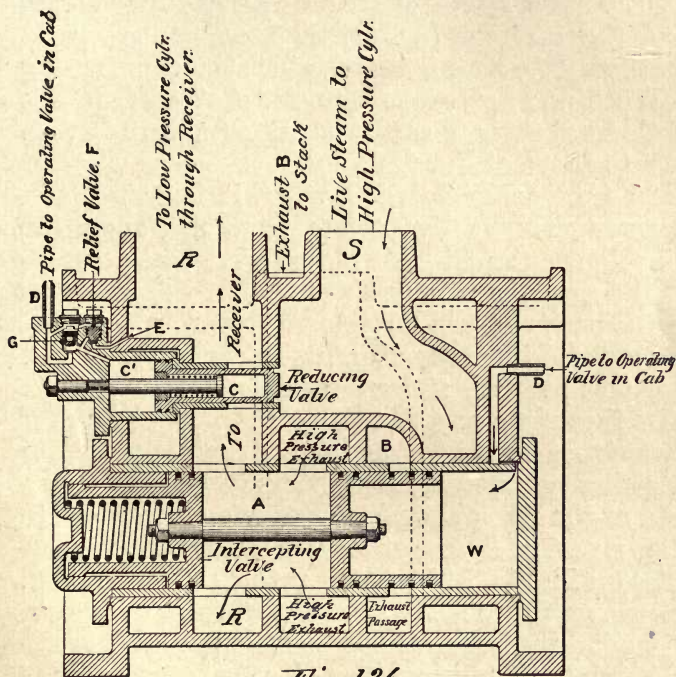 Pipe to Operating Valve in Cab
Relief Valve. F
To Low Pressure Cylr.
through Receiver.
Exhaust B
to Stack
Live Steam to
High Pressure Cylr.
R
S
D
G
E
Receiver
C'
C
Reducing
Valve
Pipe to Operating
Valve in Cab
D
To
High
Pressure
Exhaust
B
A
W
Intercepting
Valve
R
High
Pressure
Exhaust
Exhaust
Passage